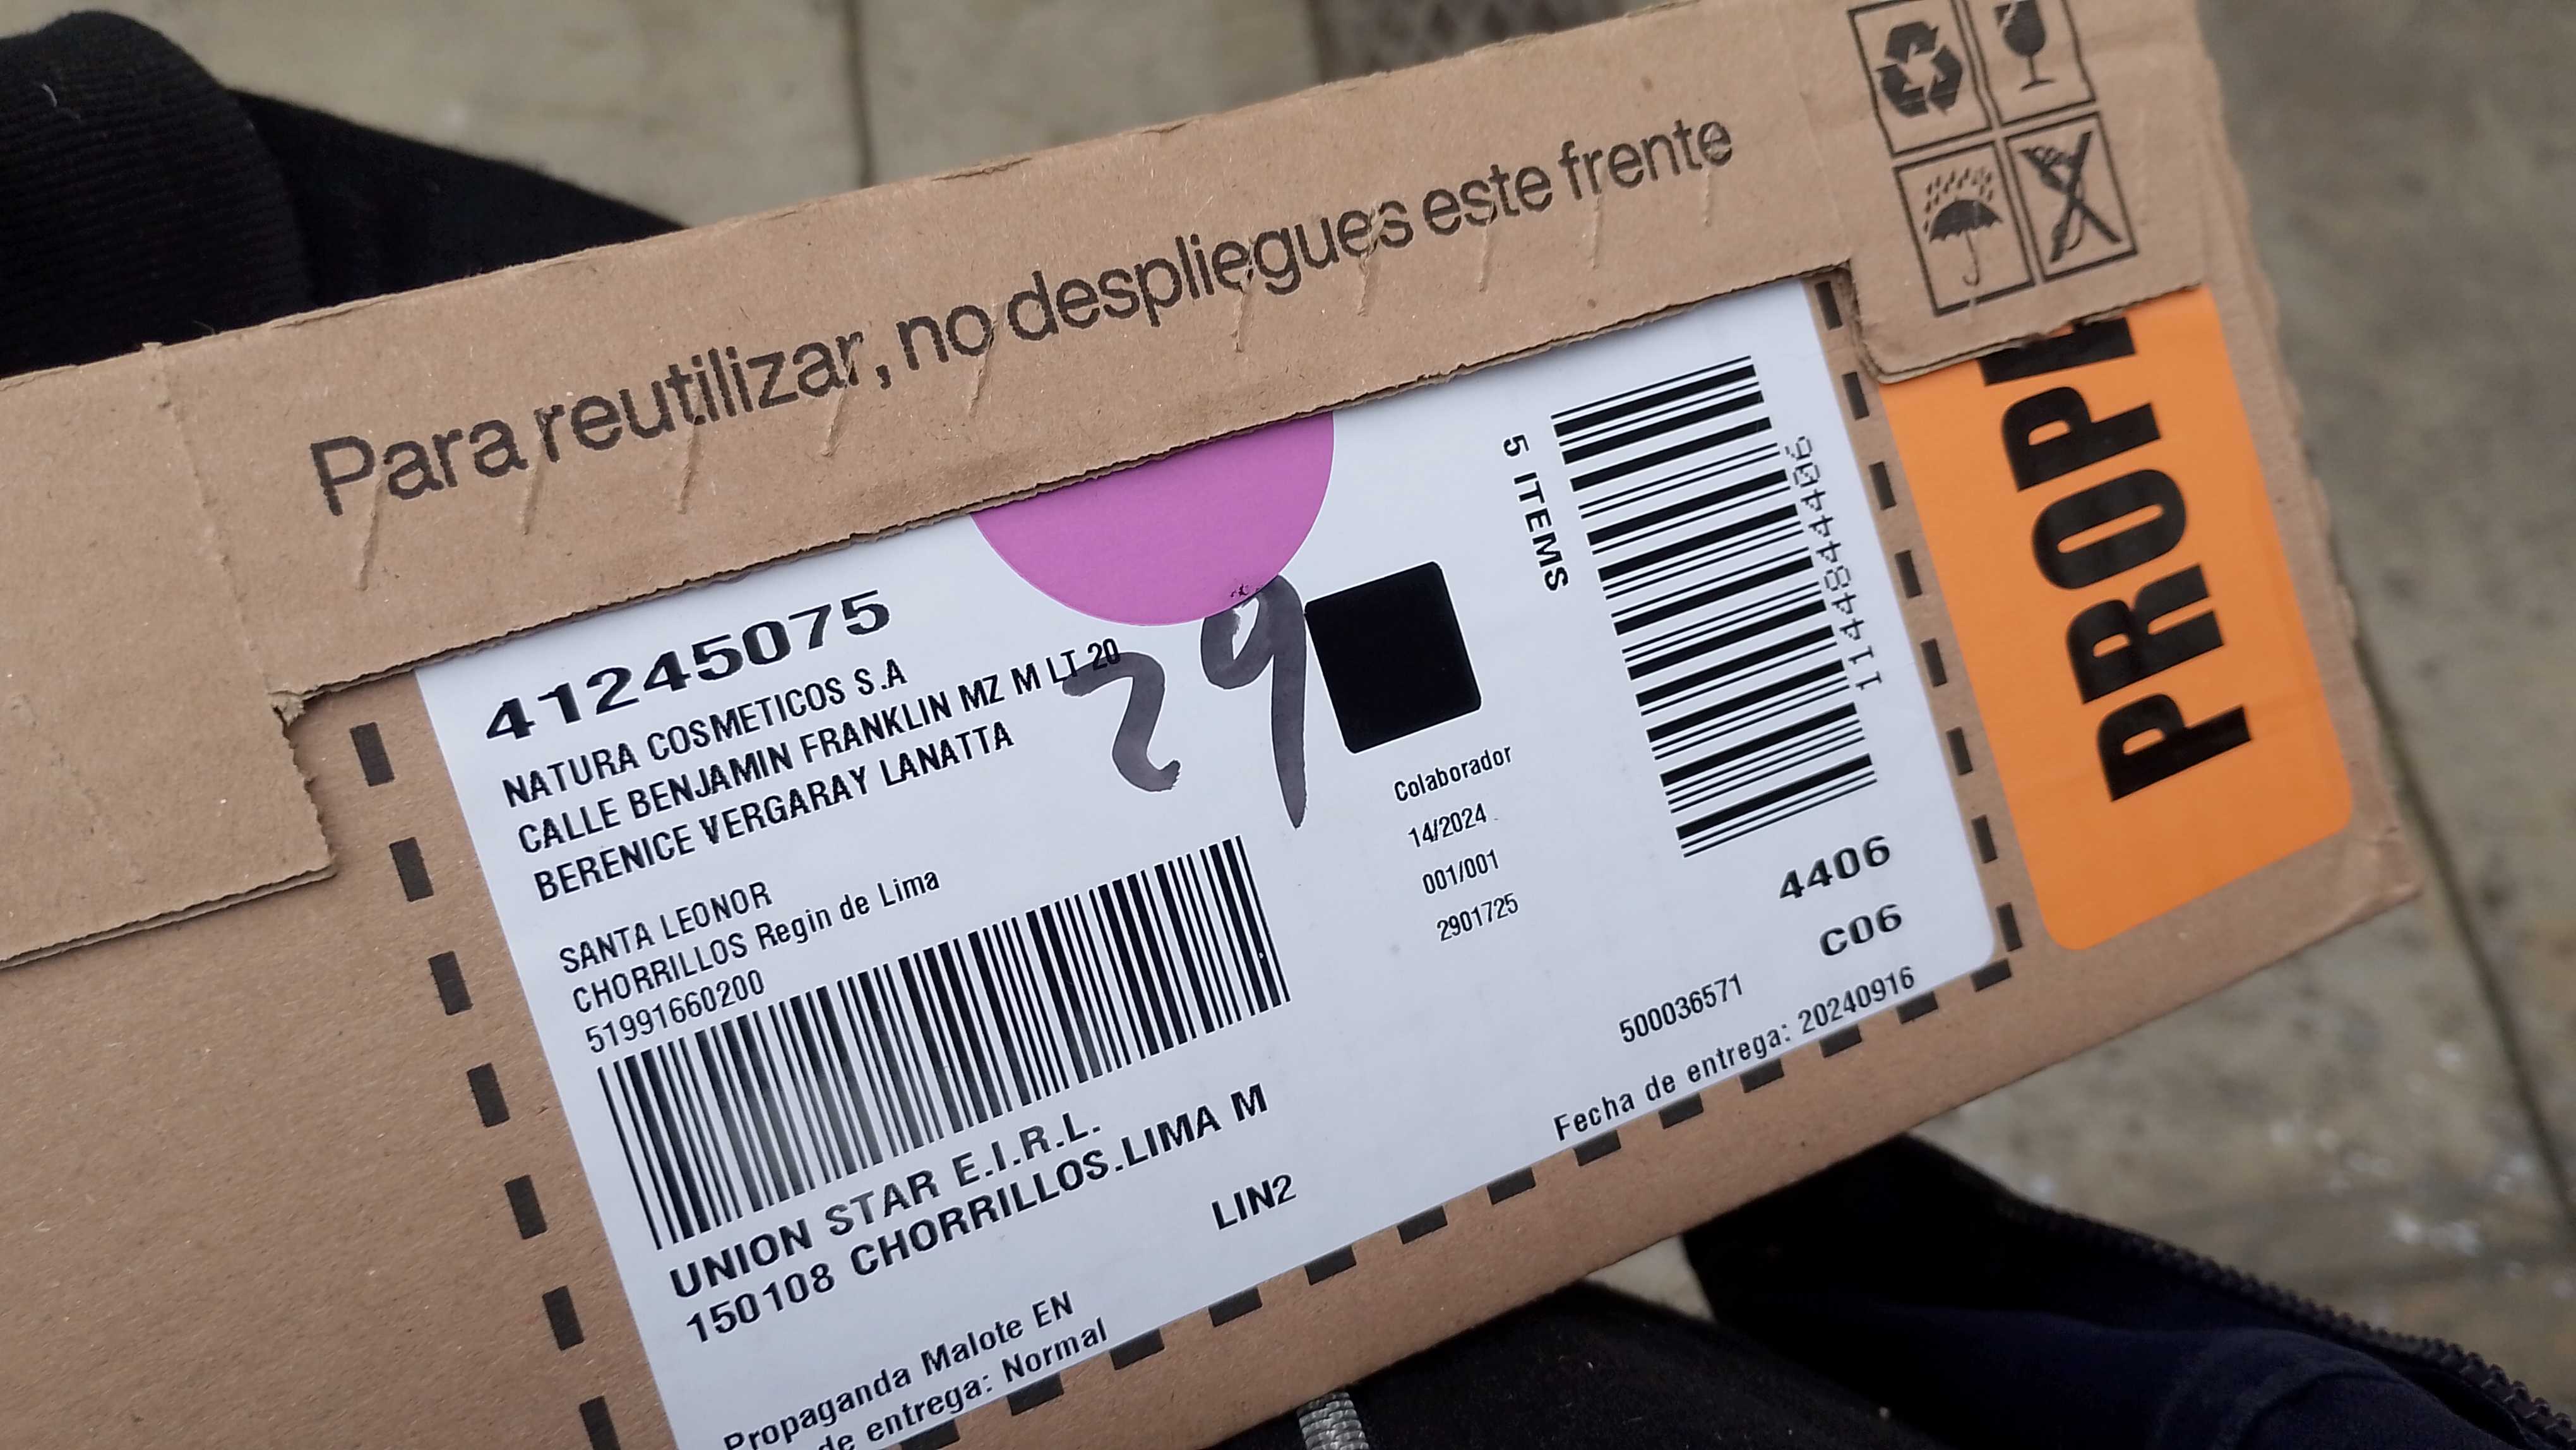 Para reutilizar, no despliegues este frente
41245075
NATURA COSMETICOS S.A
CALLE BENJAMIN FRANKLIN MZ M LT 20
BERENICE VERGARAY LANATTA
29
SANTA LEONOR
CHORRILLOS Regin de Lima
51991660200
UNION STAR E.I.R.L.
150108 CHORRILLOS.LIMA M
LIN2
Propaganda Malote EN
de entrega: Normal
5 ITEMS
Colaborador
14/2024
001/001
2901725
4406
C06
500036571
Fecha de entrega: 20240916